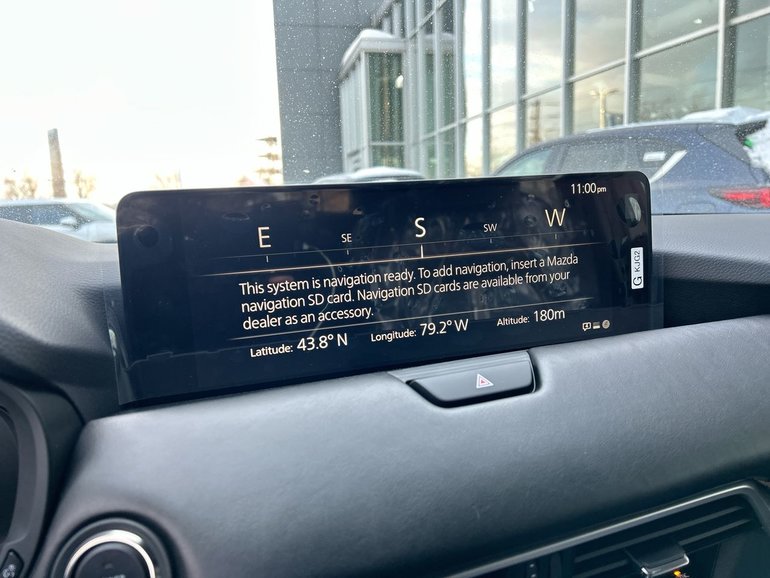 11:00pm
E SE S SW W
This system is navigation ready. To add navigation, insert a Mazda
navigation SD card. Navigation SD cards are available from your
dealer as an accessory.
Latitude: 43.8° N Longitude: 79.2° W Altitude: 180m
G KJG2